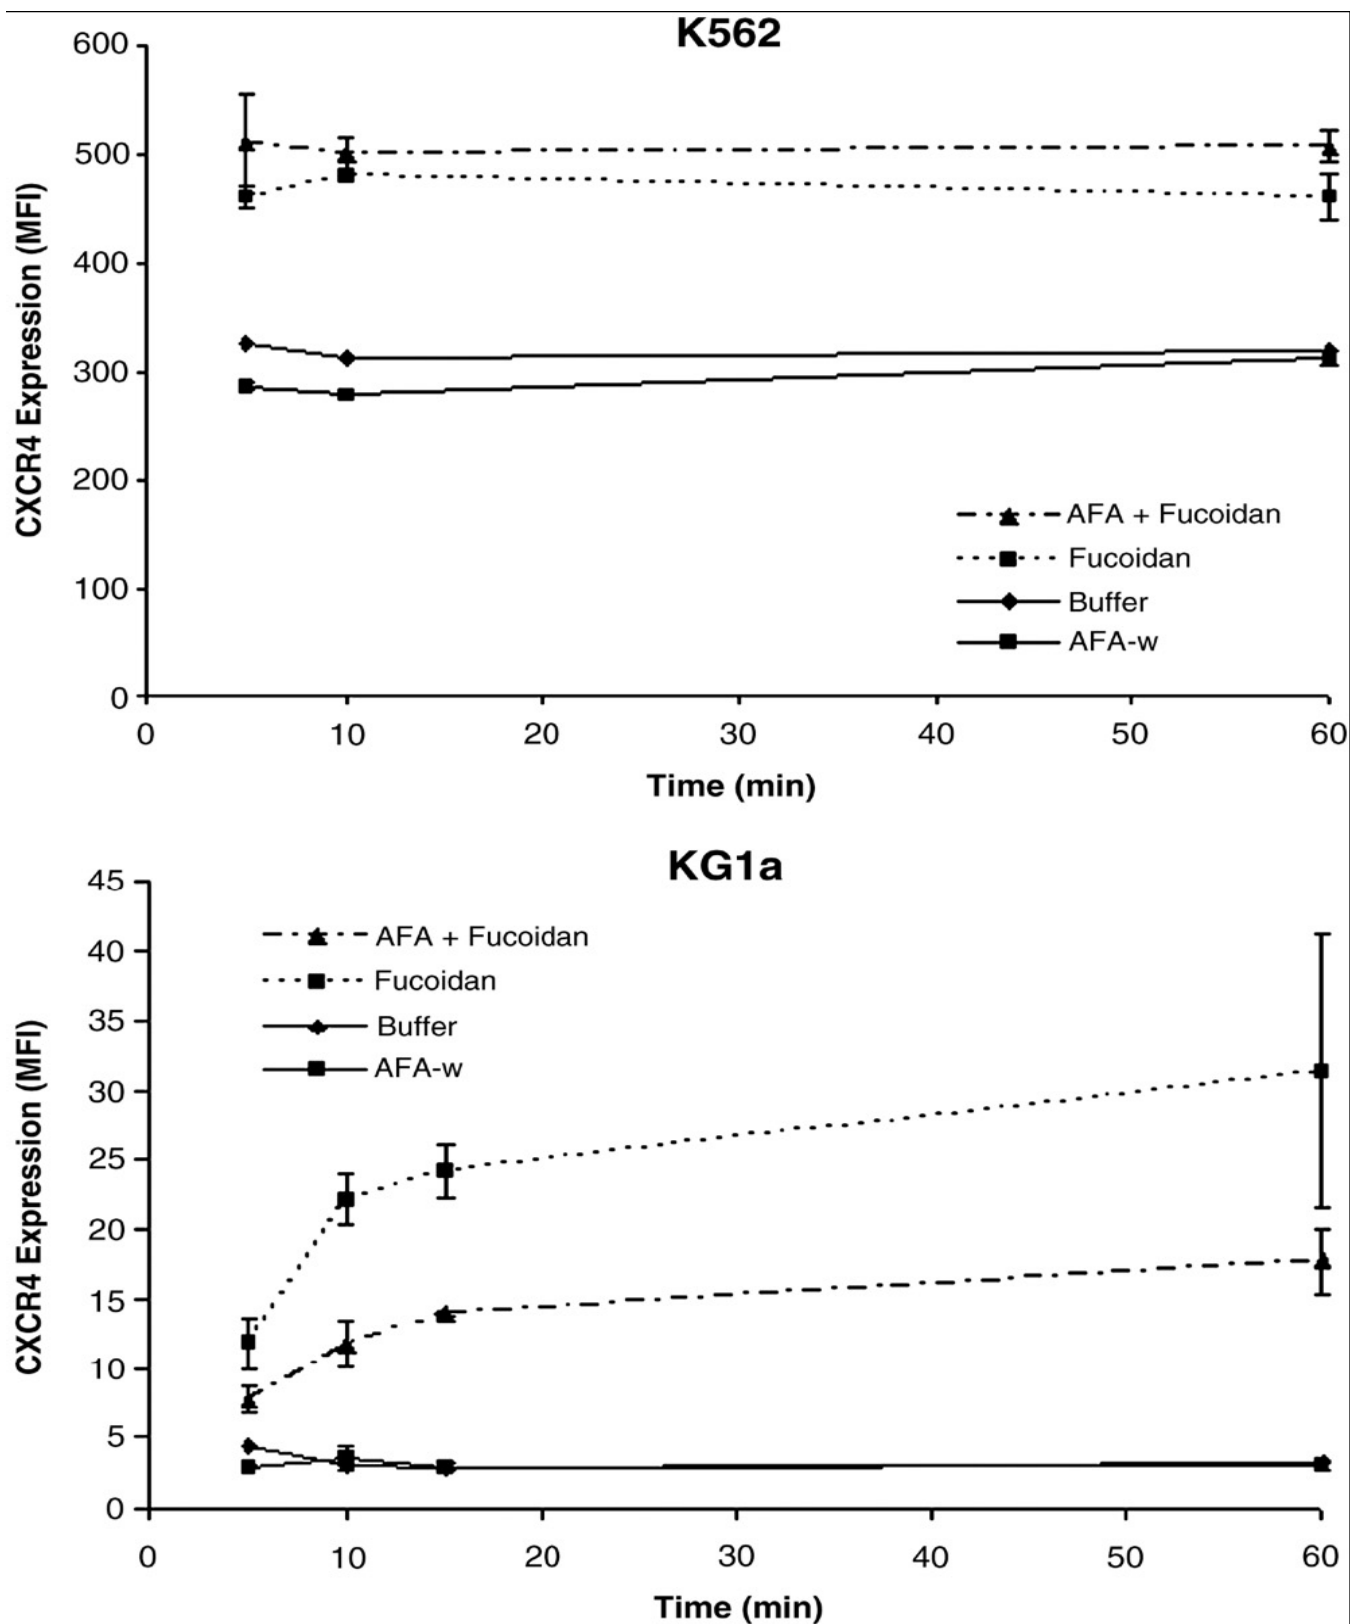 K562
600
500
400
300
200
100
0
CXCR4 Expression (MFI)
AFA + Fucoidan
Fucoidan
Buffer
AFA-w
0 10 20 30 40 50 60
Time (min)
KG1a
45
40
35
30
25
20
15
10
5
0
CXCR4 Expression (MFI)
AFA + Fucoidan
Fucoidan
Buffer
AFA-w
0 10 20 30 40 50 60
Time (min)